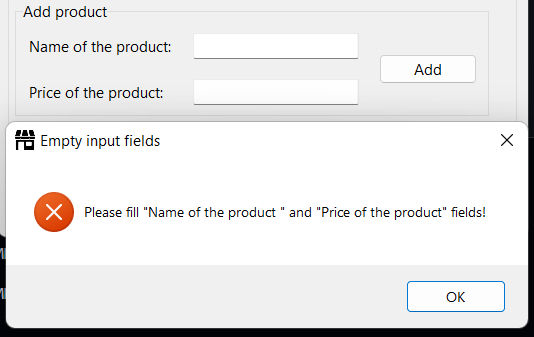 Add product
Name of the product:
Add
Price of the product:
Empty input fields
Please fill "Name of the product " and "Price of the product" fields!
OK